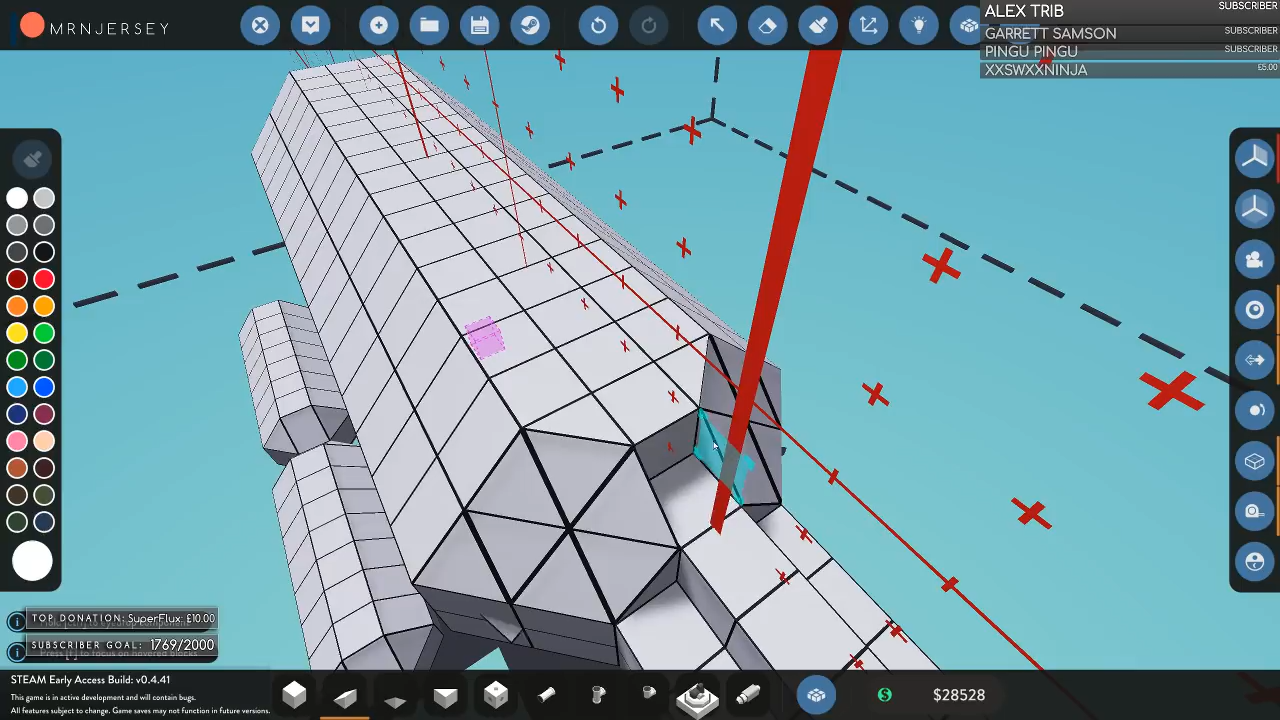 MRNJERSEY
ALEX TRIB SUBSCRIBER
GARRETT SAMSON SUBSCRIBER
PINGU PINGU SUBSCRIBER
XXSWXXNINJA £5.00
TOP DONATION: SuperFlux: £10.00
SUBSCRIBER GOAL: 1769/2000
STEAM Early Access Build: v0.4.41
This game is in active development and will contain bugs.
All features subject to change. Game saves may not function in future versions.
$ $28528